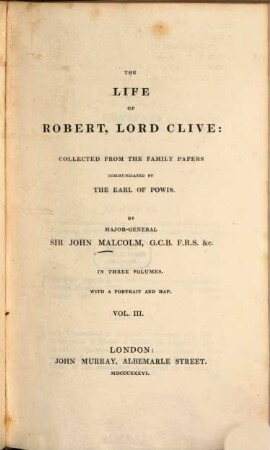 THE
LIFE
OF
ROBERT, LORD CLIVE:
COLLECTED FROM THE FAMILY PAPERS
COMMUNICATED BY
THE EARL OF POWIS.
BY
MAJOR-GENERAL
SIR JOHN MALCOLM, G.C.B. F.R.S. &c.
IN THREE VOLUMES.
WITH A PORTRAIT AND MAP.
VOL. III.
LONDON:
JOHN MURRAY, ALBEMARLE STREET.
MDCCCXXXVI.